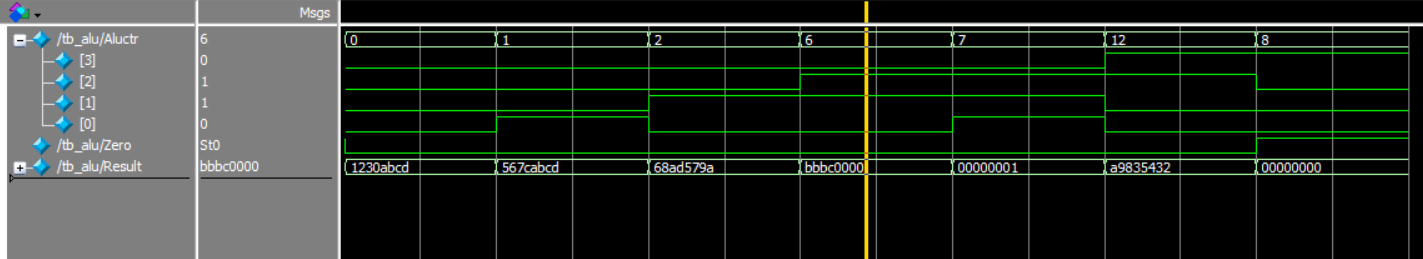 Msgs
/tb_alu/Aluctr 6 0 1 2 6 7 12 8
[3] 0
[2] 1
[1] 1
[0] 0
/tb_alu/Zero St0
/tb_alu/Result bbbc0000 1230abcd 567cabcd 68ad579a bbbc0000 00000001 a9835432 00000000